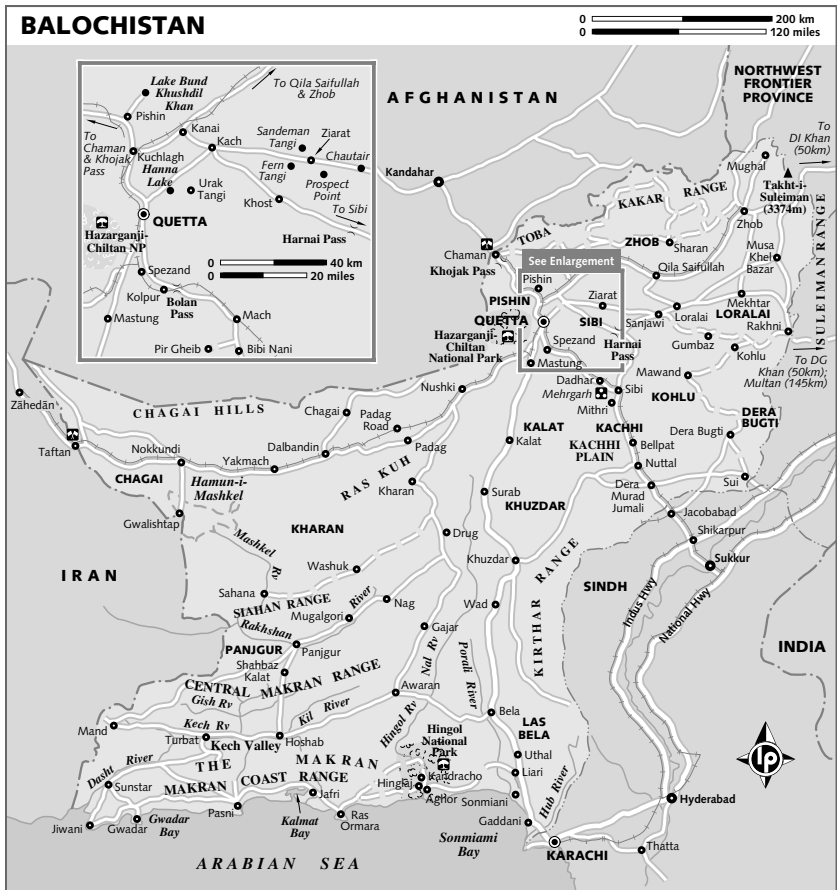 BALOCHISTAN
0 200 km
0 120 miles
Lake Bund
Khushdil
Khan
To Qila Saifullah
& Zhob
Pishin
To
Chaman
& Khojak
Pass
Kanai
Kach
Kuchlagh
Hanna
Lake
Urak
Tangi
Sandeman
Tangi
Ziarat
Chautair
Fern
Tangi
Prospect
Point
Khost
To Sibi
QUETTA
Hazarganji-
Chiltan NP
Harnai Pass
0 40 km
0 20 miles
Spezand
Kolpur
Bolan
Pass
Mastung
Mach
Pir Gheib
Bibi Nani
AFGHANISTAN
NORTHWEST
FRONTIER
PROVINCE
To
DI Khan
(50km)
Mughal
Takht-i-
Suleiman
(3374m)
Kandahar
KAKAR RANGE
TOBA
ZHOB
Sharan
Zhob
Musa
Khel
Bazar
SULEIMAN RANGE
Chaman
Khojak Pass
See Enlargement
Qila Saifullah
Pishin
PISHIN
Ziarat
Mekhtar
QUETTA
SIBI
Sanjawi
Loralai
LORALAI
Rakhni
Hazarganji-
Chiltan
National Park
Spezand
Harnai
Pass
Gumbaz
Kohlu
To DG
Khan (50km);
Multan (145km)
Mastung
Mawand
Nushki
Dadhar
Mehrgarh
Sibi
KOHLU
Mithri
DERA
BUGTI
Zāhedān
CHAGAI HILLS
Chagai
Padag
Road
KALAT
KACHHI
Dera Bugti
Taftan
Nokkundi
Yakmach
Dalbandin
Padag
Kalat
KACHHI
PLAIN
Bellpat
CHAGAI
Hamun-i-
Mashkel
RAS KUH
Kharan
Nuttal
Sui
Surab
Dera
Murad
Jumali
Gwalishtap
KHUZDAR
Jacobabad
KHARAN
Drug
Shikarpur
Mashkel
Rv
Khuzdar
Sukkur
IRAN
Washuk
KIRTHAR RANGE
SINDH
Indus Hwy
National Hwy
Sahana
SIAHAN RANGE
River
Nag
Wad
Mugalgori
Rakhshan
Gajar
INDIA
PANJGUR
Panjgur
Nal Rv
Porali River
Shahbaz
Kalat
CENTRAL MAKRAN RANGE
Gish Rv
Awaran
Kil River
Bela
Mand
Kech Rv
Hingol Rv
Hingol
National
Park
LAS
BELA
Turbat
Kech Valley
Hoshab
Uthal
Dasht River
THE MAKRAN
Kandracho
Liari
Hub River
Sunstar
MAKRAN COAST RANGE
Jafri
Hinglaj
Aghor
Sonmiani
Hyderabad
Pasni
Kalmat
Bay
Ras
Ormara
Gaddani
Jiwani
Gwadar
Gwadar
Bay
Sonmiami
Bay
KARACHI
Thatta
ARABIAN SEA
lp